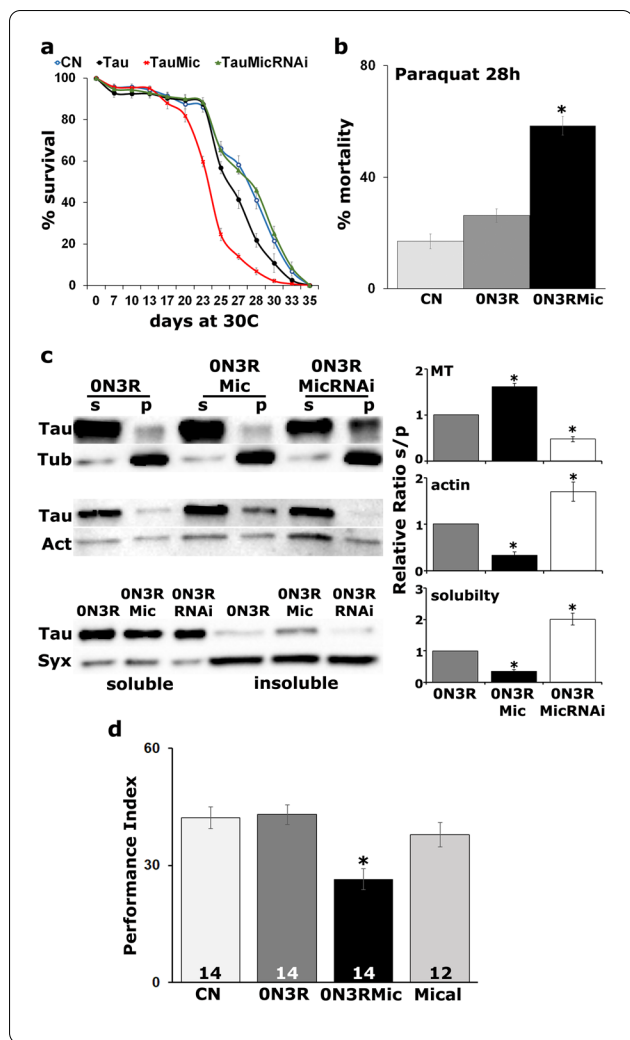 a
CN Tau TauMic TauMicRNAi
100
80
60
40
20
0
% survival
0 7 10 13 17 20 23 25 27 28 30 33 35
days at 30C
b
Paraquat 28h
80
40
0
% mortality
*
CN 0N3R 0N3RMic
c
0N3R 0N3R Mic 0N3R MicRNAi
s p s p s p
Tau
Tub
Tau
Act
0N3R 0N3R Mic 0N3R RNAi 0N3R 0N3R Mic 0N3R RNAi
Tau
Syx
soluble insoluble
Relative Ratio s/p
MT
2
1
0
* *
actin
2
1
0
* *
solubilty
2
1
0
* *
0N3R 0N3R Mic 0N3R MicRNAi
d
60
30
0
Performance Index
*
14 14 14 12
CN 0N3R 0N3RMic Mical